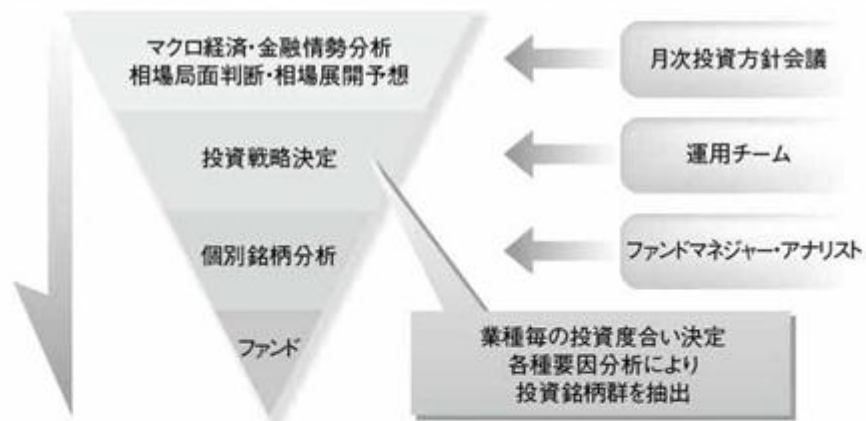 マクロ経済・金融情勢分析
相場局面判断・相場展開予想
月次投資方針会議
投資戦略決定
運用チーム
個別銘柄分析
ファンドマネジャー・アナリスト
ファンド
業種毎の投資度合い決定
各種要因分析により
投資銘柄群を抽出